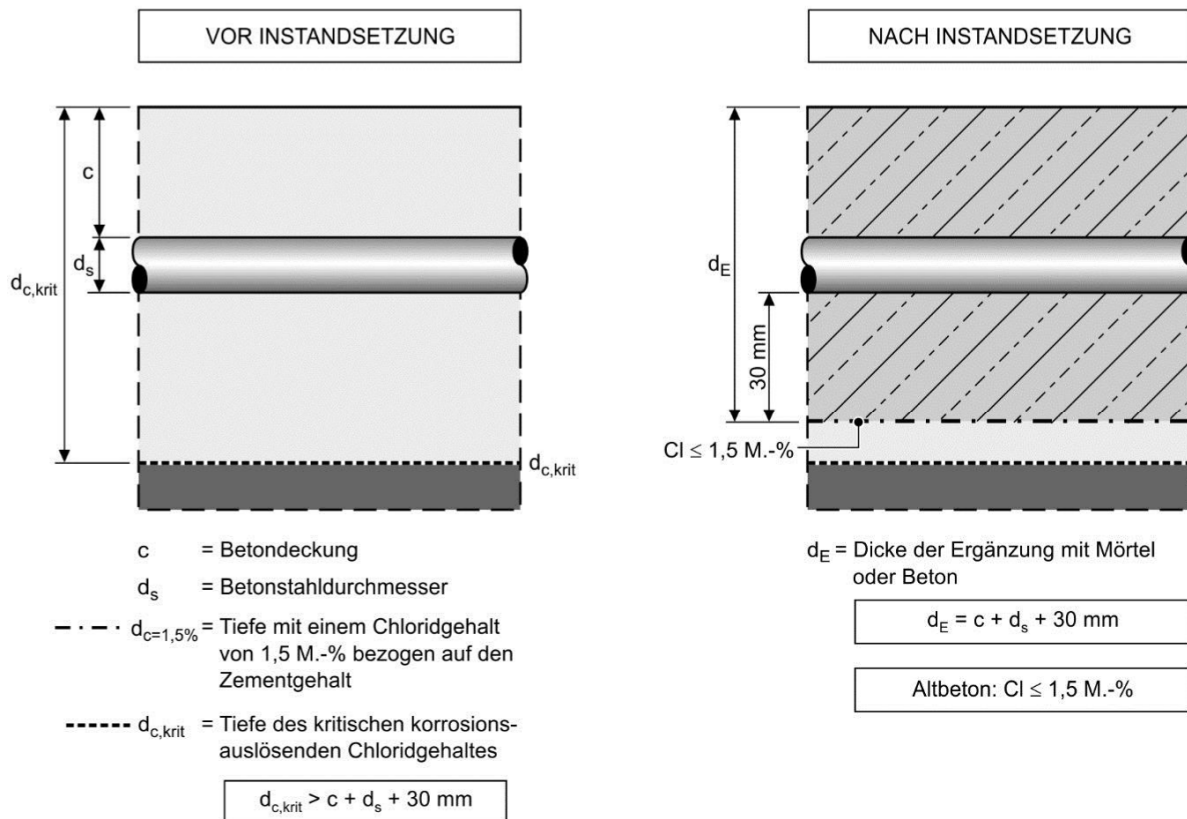 VOR INSTANDSETZUNG
c
d_s
d_c,krit
d_c,krit
c = Betondeckung
d_s = Betonstahldurchmesser
d_c=1,5% = Tiefe mit einem Chloridgehalt
von 1,5 M.-% bezogen auf den
Zementgehalt
d_c,krit = Tiefe des kritischen korrosions-
auslösenden Chloridgehaltes
d_c,krit > c + d_s + 30 mm
NACH INSTANDSETZUNG
d_E
30 mm
Cl ≤ 1,5 M.-%
d_E = Dicke der Ergänzung mit Mörtel
oder Beton
d_E = c + d_s + 30 mm
Altbeton: Cl ≤ 1,5 M.-%